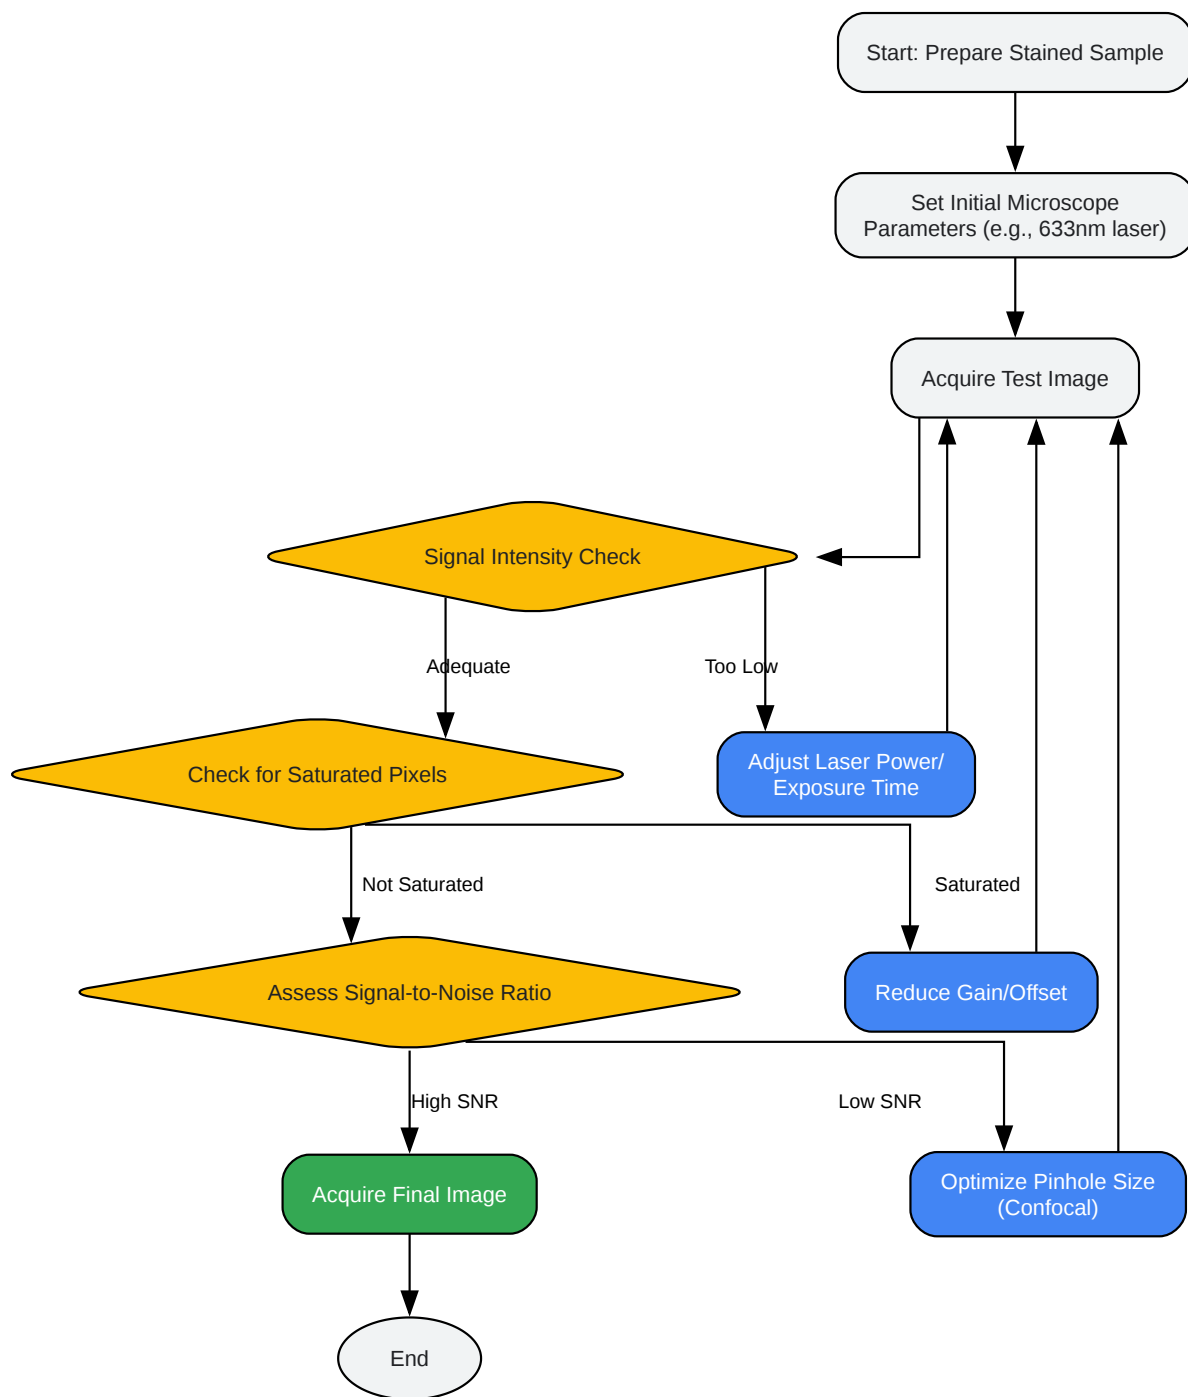 Start: Prepare Stained Sample
Set Initial Microscope
Parameters (e.g., 633nm laser)
Acquire Test Image
Signal Intensity Check
Adequate
Too Low
Check for Saturated Pixels
Adjust Laser Power/
Exposure Time
Not Saturated
Saturated
Assess Signal-to-Noise Ratio
Reduce Gain/Offset
High SNR
Low SNR
Acquire Final Image
Optimize Pinhole Size
(Confocal)
End